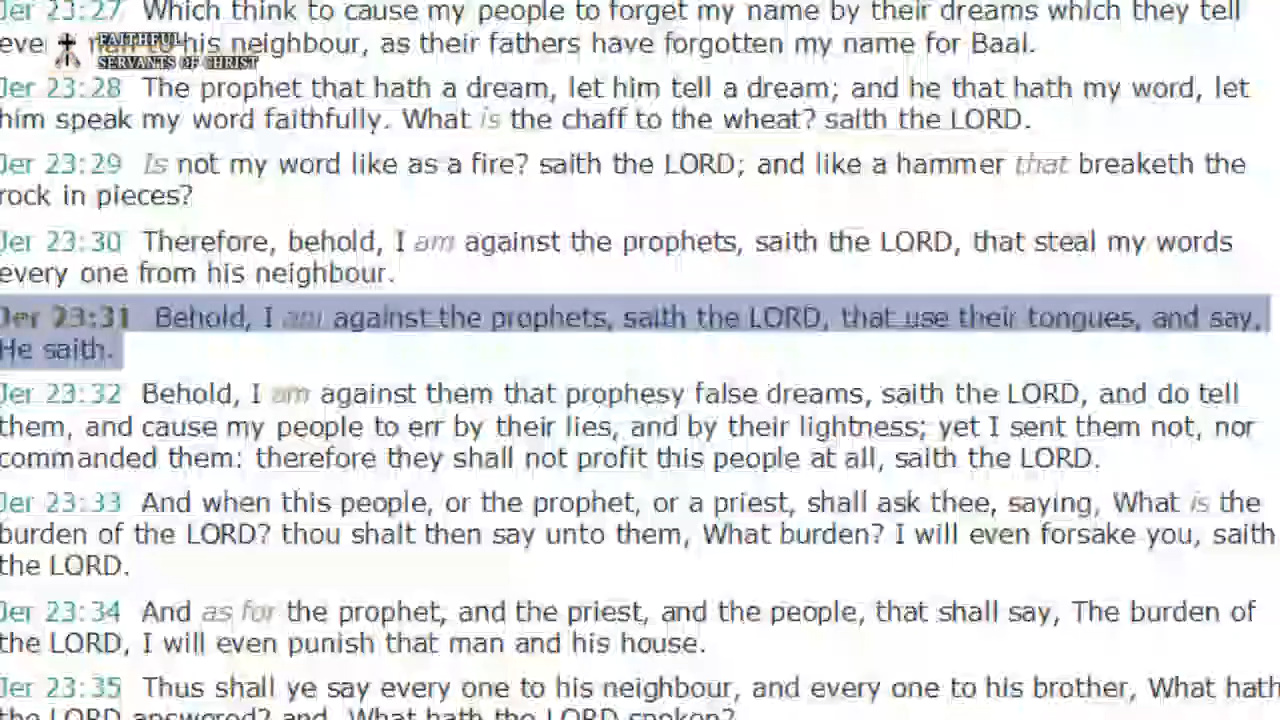 Jer 23:27 Which think to cause my people to forget my name by their dreams which they tell
his neighbour, as their fathers have forgotten my name for Baal.
FAITHFUL
SERVANTS OF CHRIST
Jer 23:28 The prophet that hath a dream, let him tell a dream; and he that hath my word, let
him speak my word faithfully. What is the chaff to the wheat? saith the LORD.
Jer 23:29 Is not my word like as a fire? saith the LORD; and like a hammer that breaketh the
rock in pieces?
Jer 23:30 Therefore, behold, I am against the prophets, saith the LORD, that steal my words
every one from his neighbour.
Jer 23:31 Behold, I am against the prophets, saith the LORD, that use their tongues, and say,
He saith.
Jer 23:32 Behold, I am against them that prophesy false dreams, saith the LORD, and do tell
them, and cause my people to err by their lies, and by their lightness; yet I sent them not, nor
commanded them: therefore they shall not profit this people at all, saith the LORD.
Jer 23:33 And when this people, or the prophet, or a priest, shall ask thee, saying, What is the
burden of the LORD? thou shalt then say unto them, What burden? I will even forsake you, saith
the LORD.
Jer 23:34 And as for the prophet, and the priest, and the people, that shall say, The burden of
the LORD, I will even punish that man and his house.
Jer 23:35 Thus shall ye say every one to his neighbour, and every one to his brother, What hath
the LORD answered? and, What hath the LORD spoken?